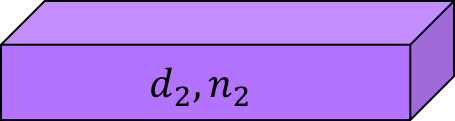 d₂, n₂